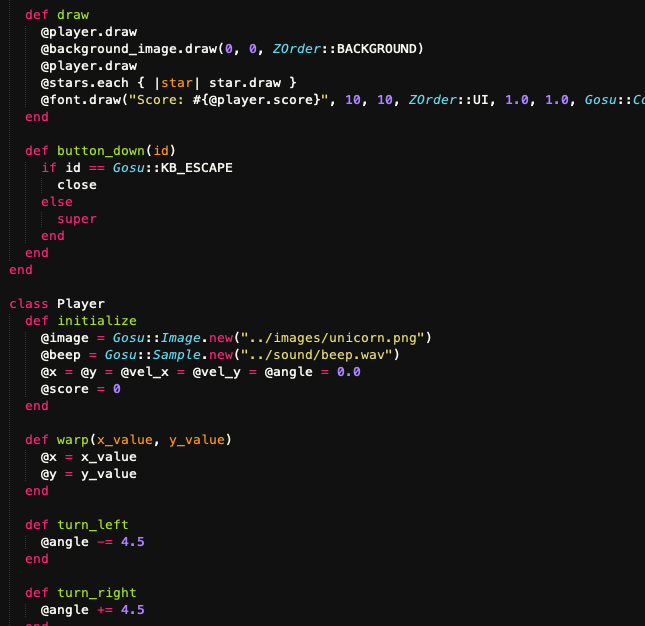 def draw
@player.draw
@background_image.draw(0, 0, ZOrder::BACKGROUND)
@player.draw
@stars.each { |star| star.draw }
@font.draw("Score: #{@player.score}", 10, 10, ZOrder::UI, 1.0, 1.0, Gosu::Co
end
def button_down(id)
if id == Gosu::KB_ESCAPE
close
else
super
end
end
end
class Player
def initialize
@image = Gosu::Image.new("../images/unicorn.png")
@beep = Gosu::Sample.new("../sound/beep.wav")
@x = @y = @vel_x = @vel_y = @angle = 0.0
@score = 0
end
def warp(x_value, y_value)
@x = x_value
@y = y_value
end
def turn_left
@angle -= 4.5
end
def turn_right
@angle += 4.5
end